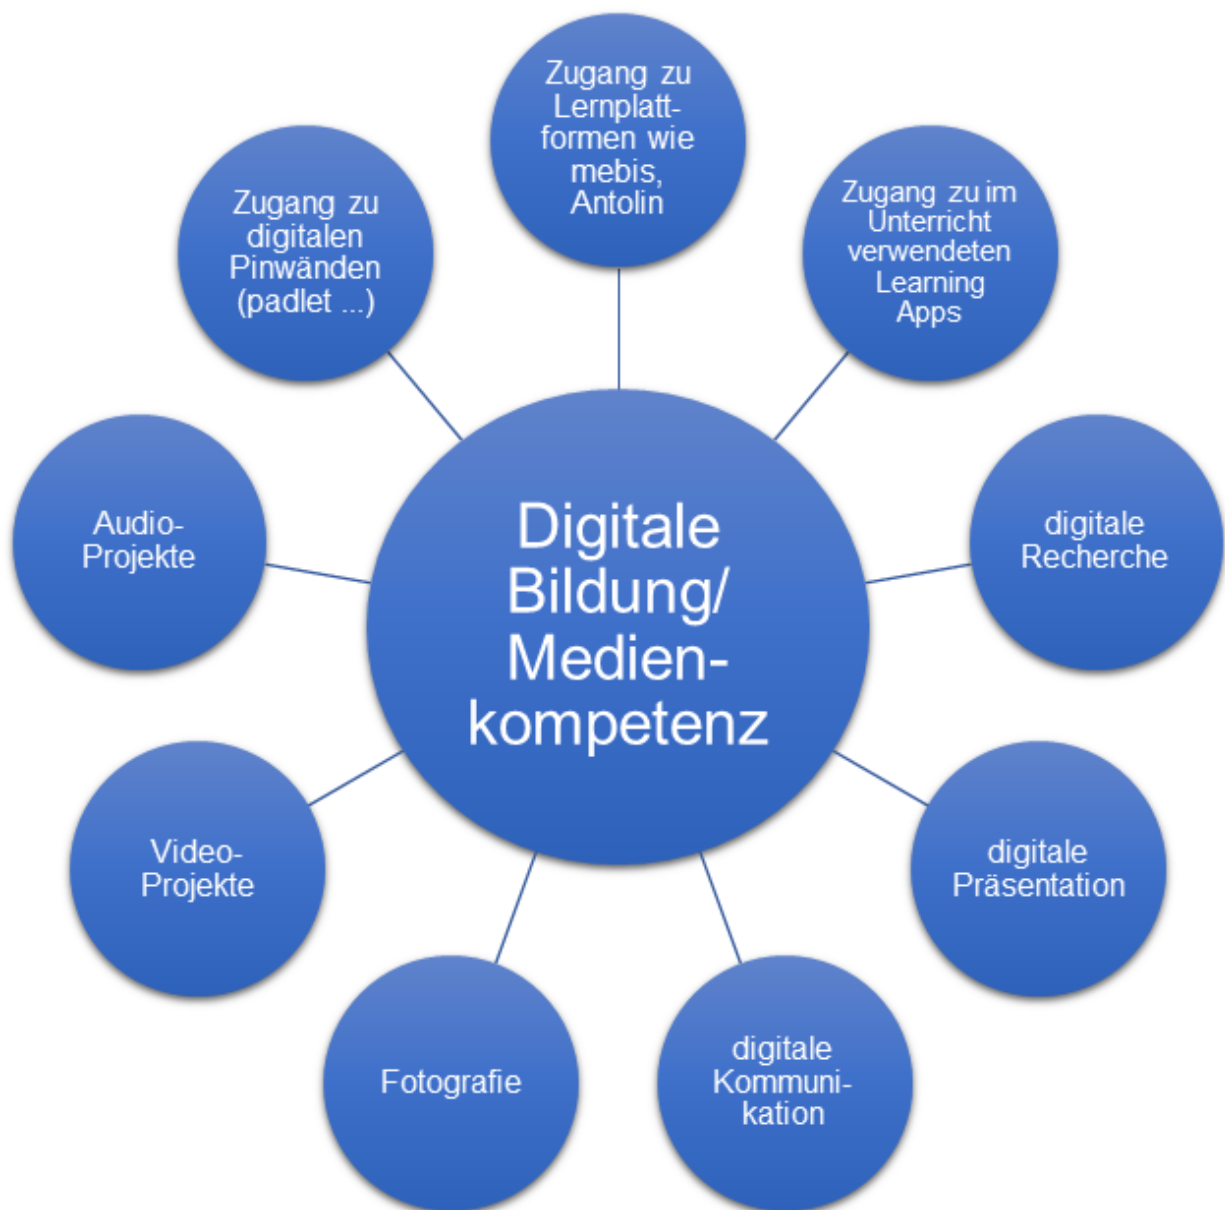 Zugang zu
Lernplatt-
formen wie
mebis,
Antolin
Zugang zu im
Unterricht
verwendeten
Learning
Apps
digitale
Recherche
digitale
Präsentation
digitale
Kommuni-
kation
Fotografie
Video-
Projekte
Audio-
Projekte
Zugang zu
digitalen
Pinwänden
(padlet ...)
Digitale
Bildung/
Medien-
kompetenz